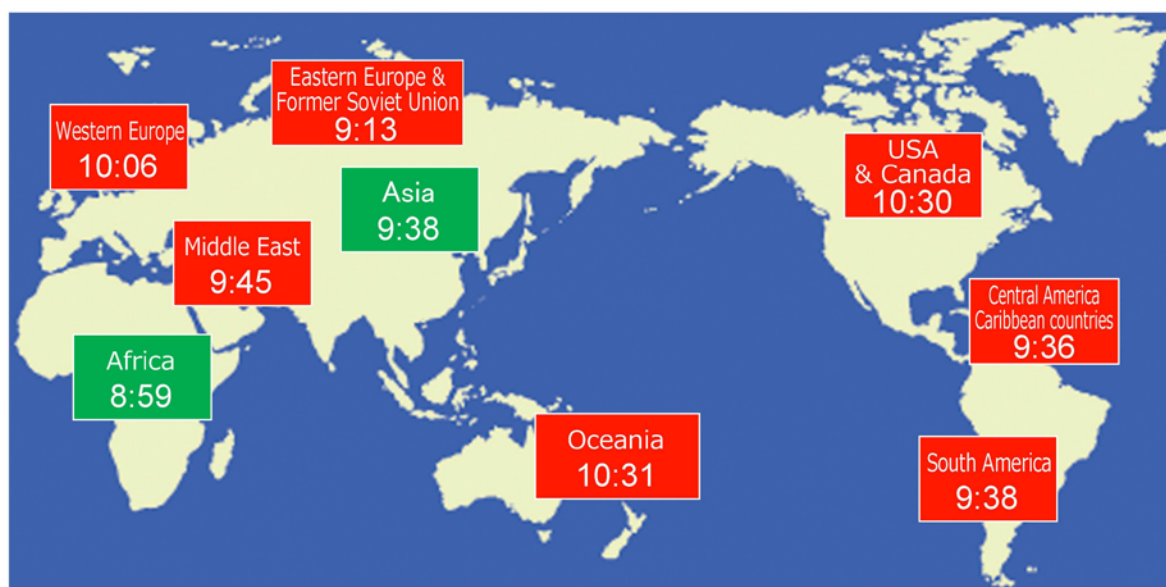 Eastern Europe &
Former Soviet Union
9:13
Western Europe
10:06
USA
& Canada
10:30
Asia
9:38
Middle East
9:45
Central America
Caribbean countries
9:36
Africa
8:59
Oceania
10:31
South America
9:38